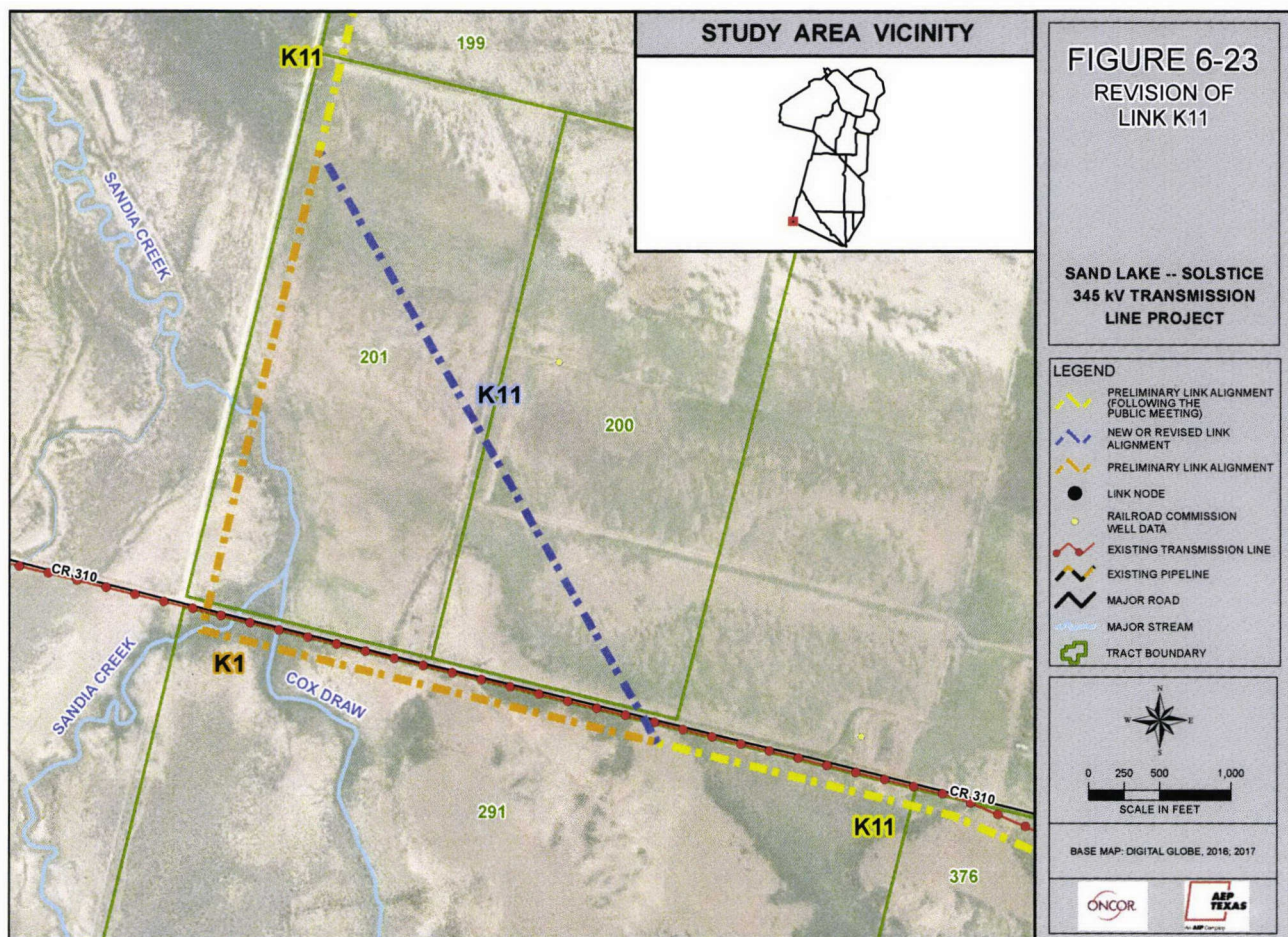 STUDY AREA VICINITY
FIGURE 6-23
REVISION OF
LINK K11
SAND LAKE -- SOLSTICE
345 kV TRANSMISSION
LINE PROJECT
LEGEND
PRELIMINARY LINK ALIGNMENT
(FOLLOWING THE
PUBLIC MEETING)
NEW OR REVISED LINK
ALIGNMENT
PRELIMINARY LINK ALIGNMENT
LINK NODE
RAILROAD COMMISSION
WELL DATA
EXISTING TRANSMISSION LINE
EXISTING PIPELINE
MAJOR ROAD
MAJOR STREAM
TRACT BOUNDARY
N
W E
S
0 250 500 1,000
SCALE IN FEET
BASE MAP: DIGITAL GLOBE, 2016; 2017
ONCOR
AEP
TEXAS
An AEP Company
K11
199
SANDIA CREEK
201
K11
200
CR 310
K1
SANDIA CREEK
COX DRAW
291
K11
CR 310
376